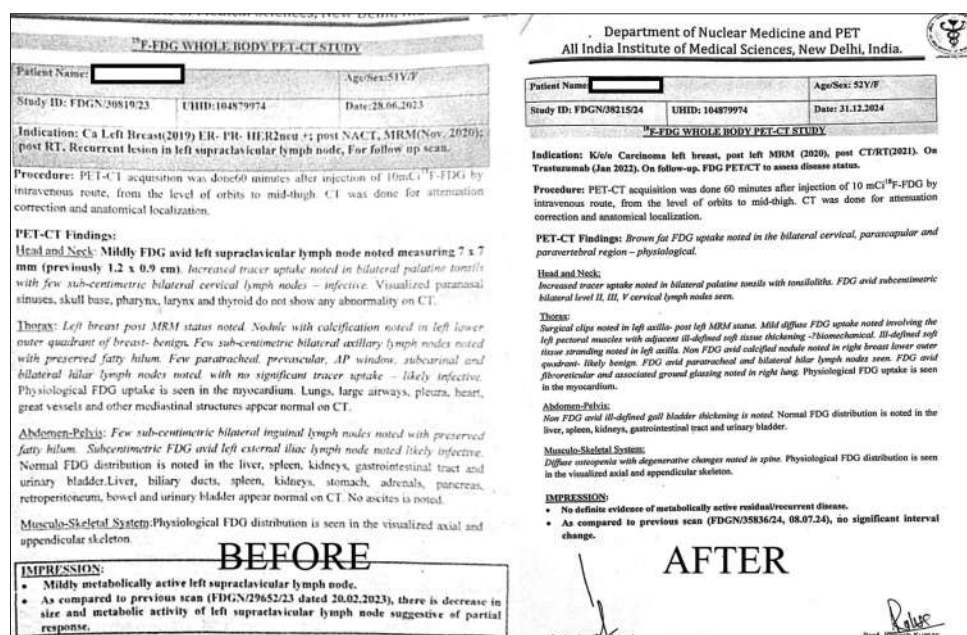 18F-FDG WHOLE BODY PET-CT STUDY
Patient Name:
Age/Sex: 51Y/F
Study ID: FDGN/30819/23
UHID: 104879974
Date: 28.06.2023
Indication: Ca Left Breast(2019) ER- PR- HER2neu +; post NACT, MRM(Nov. 2020);
post RT, Recurrent lesion in left supraclavicular lymph node, For follow up scan.
Procedure: PET-CT acquisition was done60 minutes after injection of 10mCi18F-FDG by
intravenous route, from the level of orbits to mid-thigh. CT was done for attenuation
correction and anatomical localization.
PET-CT Findings:
Head and Neck: Mildly FDG avid left supraclavicular lymph node noted measuring 7 x 7
mm (previously 1.2 x 0.9 cm). Increased tracer uptake noted in bilateral palatine tonsils
with few sub-centimetric bilateral cervical lymph nodes – infective. Visualized paranasal
sinuses, skull base, pharynx, larynx and thyroid do not show any abnormality on CT.
Thorax: Left breast post MRM status noted. Nodule with calcification noted in left lower
outer quadrant of breast- benign. Few sub-centimetric bilateral axillary lymph nodes noted
with preserved fatty hilum. Few paratracheal, prevascular, AP window, subcarinal and
bilateral hilar lymph nodes noted with no significant tracer uptake – likely infective.
Physiological FDG uptake is seen in the myocardium. Lungs, large airways, pleura, heart,
great vessels and other mediastinal structures appear normal on CT.
Abdomen-Pelvis: Few sub-centimetric bilateral inguinal lymph nodes noted with preserved
fatty hilum. Subcentimetric FDG avid left external iliac lymph node noted likely infective.
Normal FDG distribution is noted in the liver, spleen, kidneys, gastrointestinal tract and
urinary bladder.Liver, biliary ducts, spleen, kidneys, stomach, adrenals, pancreas,
retroperitoneum, bowel and urinary bladder appear normal on CT. No ascites is noted.
Musculo-Skeletal System:Physiological FDG distribution is seen in the visualized axial and
appendicular skeleton.
BEFORE
IMPRESSION:
• Mildly metabolically active left supraclavicular lymph node.
• As compared to previous scan (FDGN/29652/23 dated 20.02.2023), there is decrease in
size and metabolic activity of left supraclavicular lymph node suggestive of partial
response.
Department of Nuclear Medicine and PET
All India Institute of Medical Sciences, New Delhi, India.
Patient Name
Age/Sex: 52Y/F
Study ID: FDGN/38215/24
UHID: 104879974
Date: 31.12.2024
18F-FDG WHOLE BODY PET-CT STUDY
Indication: K/c/o Carcinoma left breast, post left MRM (2020), post CT/RT(2021). On
Trastuzumab (Jan 2022). On follow-up. FDG PET/CT to assess disease status.
Procedure: PET-CT acquisition was done 60 minutes after injection of 10 mCi18F-FDG by
intravenous route, from the level of orbits to mid-thigh. CT was done for attenuation
correction and anatomical localization.
PET-CT Findings: Brown fat FDG uptake noted in the bilateral cervical, parascapular and
paravertebral region – physiological.
Head and Neck:
Increased tracer uptake noted in bilateral palatine tonsils with tonsiloliths. FDG avid subcentimetric
bilateral level II, III, V cervical lymph nodes seen.
Thorax:
Surgical clips noted in left axilla- post left MRM status. Mild diffuse FDG uptake noted involving the
left pectoral muscles with adjacent ill-defined soft tissue thickening -?biomechanical. Ill-defined soft
tissue stranding noted in left axilla. Non FDG avid calcified nodule noted in right breast lower outer
quadrant- likely benign. FDG avid paratracheal and bilateral hilar lymph nodes seen. FDG avid
fibroreticular and associated ground glassing noted in right lung. Physiological FDG uptake is seen
in the myocardium.
Abdomen-Pelvis:
Non FDG avid ill-defined gall bladder thickening is noted. Normal FDG distribution is noted in the
liver, spleen, kidneys, gastrointestinal tract and urinary bladder.
Musculo-Skeletal System:
Diffuse osteopenia with degenerative changes noted in spine. Physiological FDG distribution is seen
in the visualized axial and appendicular skeleton.
IMPRESSION:
• No definite evidence of metabolically active residual/recurrent disease.
• As compared to previous scan (FDGN/35836/24, 08.07.24), no significant interval
change.
AFTER